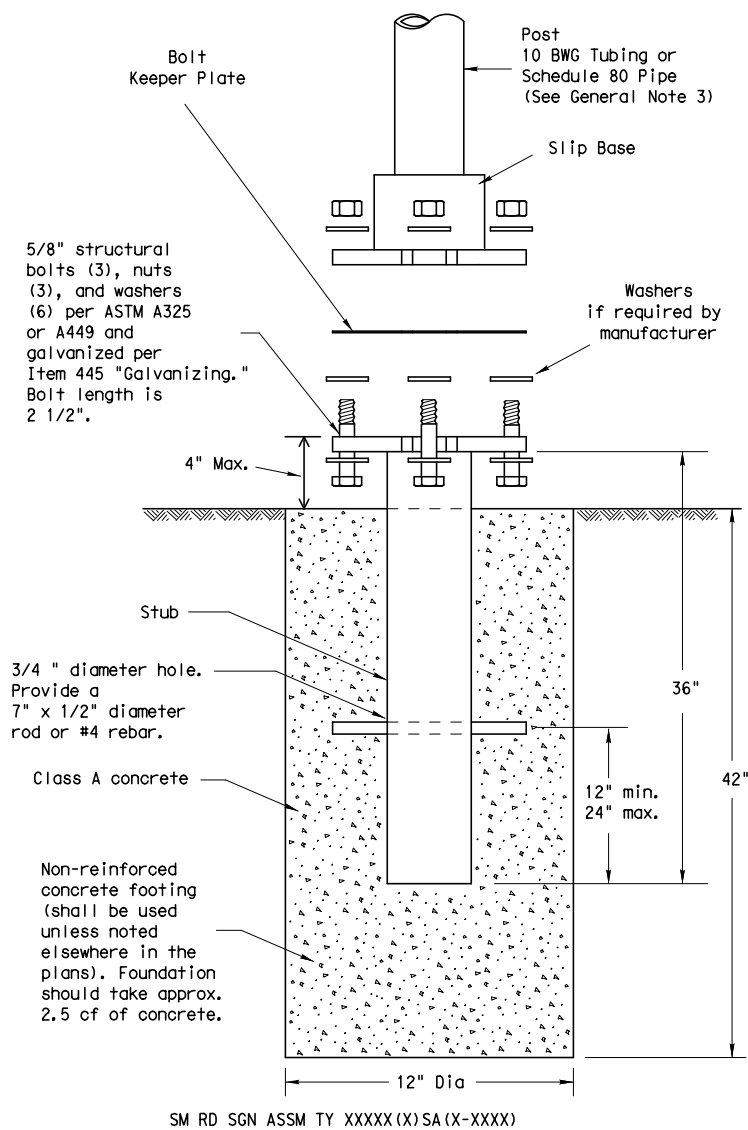 Post
10 BWG Tubing or
Schedule 80 Pipe
(See General Note 3)
Bolt
Keeper Plate
Slip Base
5/8" structural
bolts (3), nuts
(3), and washers
(6) per ASTM A325
or A449 and
galvanized per
Item 445 "Galvanizing."
Bolt length is
2 1/2".
Washers
if required by
manufacturer
4" Max.
Stub
3/4 " diameter hole.
Provide a
7" x 1/2" diameter
rod or #4 rebar.
36"
Class A concrete
12" min.
24" max.
42"
Non-reinforced
concrete footing
(shall be used
unless noted
elsewhere in the
plans). Foundation
should take approx.
2.5 cf of concrete.
12" Dia
SM RD SGN ASSM TY XXXXX(X)SA(X-XXXX)